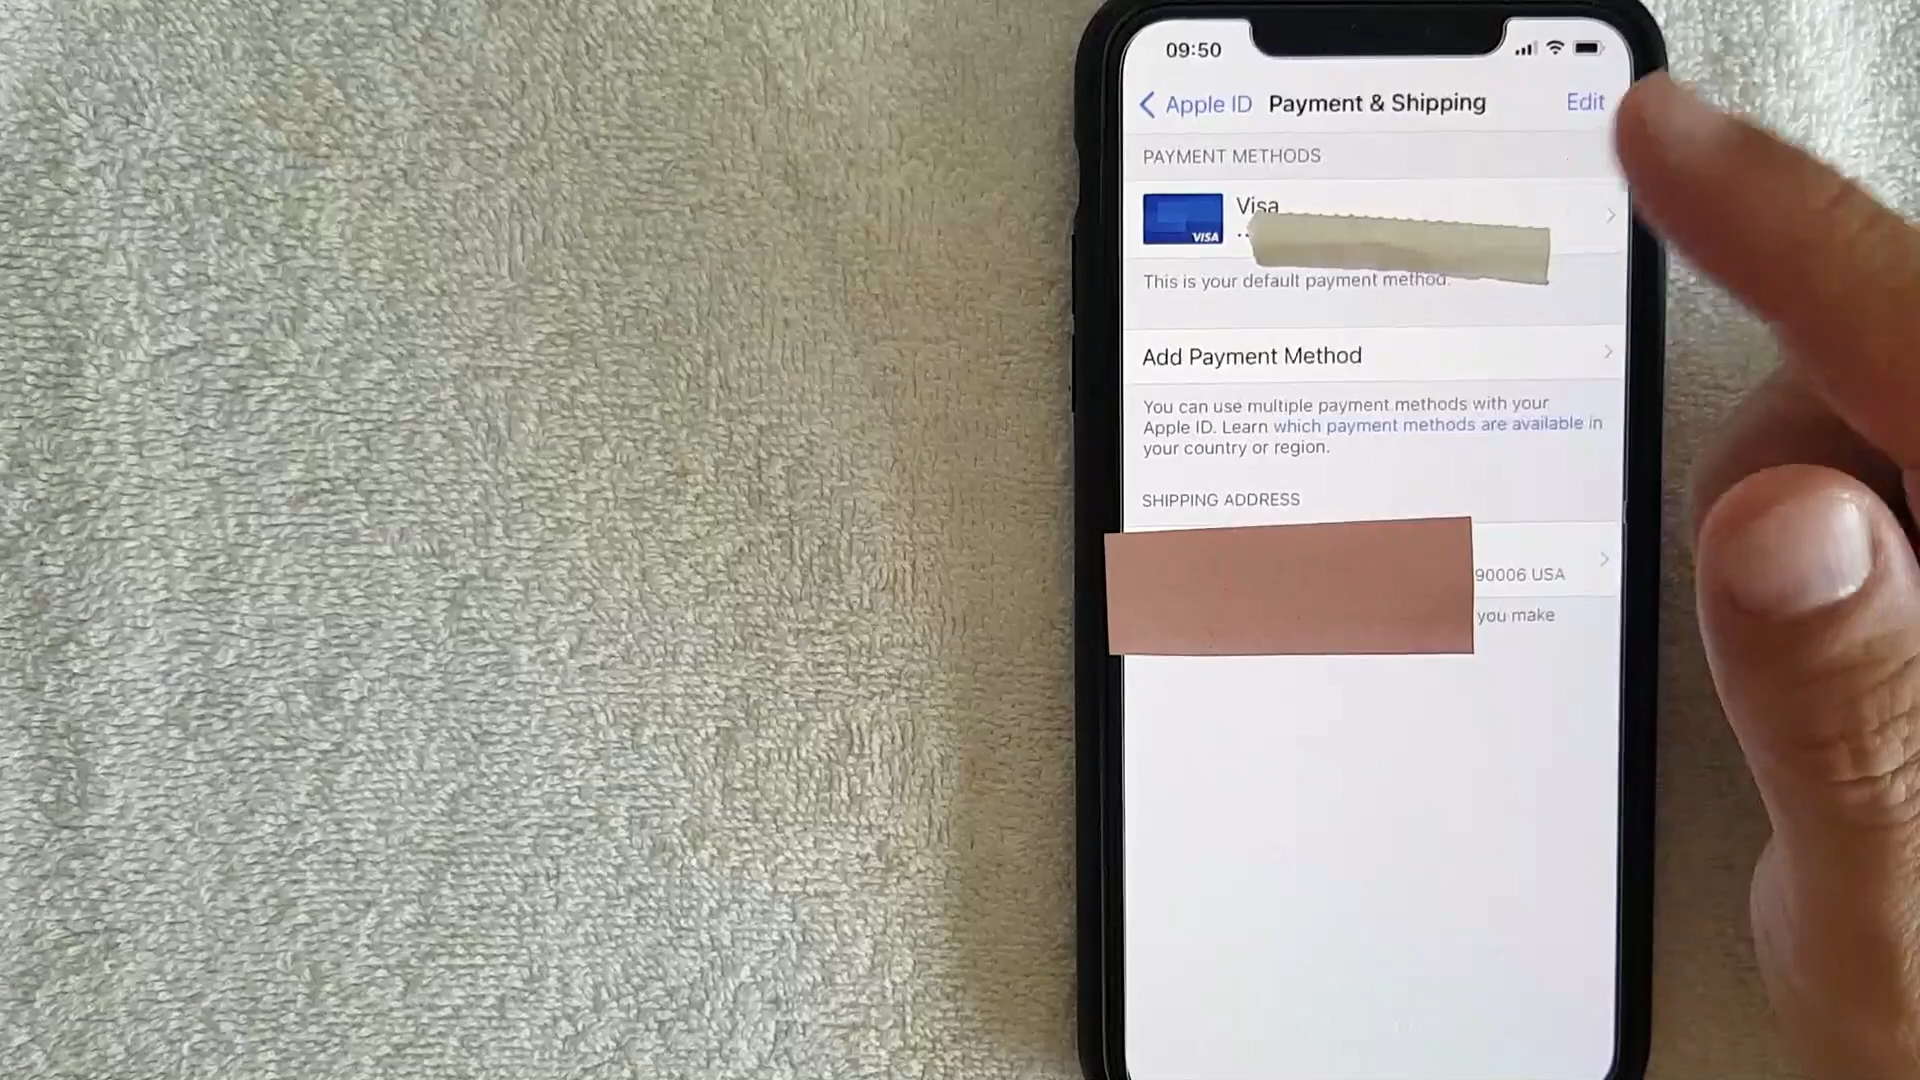 09:50
Apple ID Payment & Shipping Edit
PAYMENT METHODS
Visa
VISA
This is your default payment method.
Add Payment Method
You can use multiple payment methods with your
Apple ID. Learn which payment methods are available in
your country or region.
SHIPPING ADDRESS
90006 USA
you make